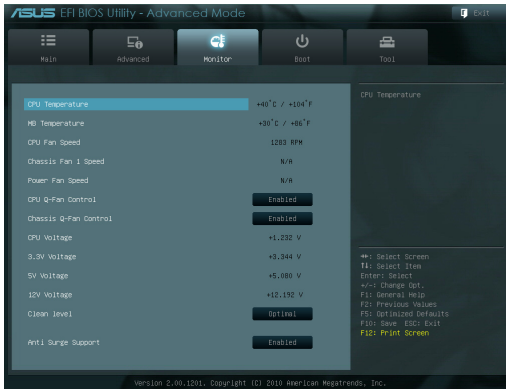 ASUS EFI BIOS Utility - Advanced Mode
Exit
Main
Advanced
Monitor
Boot
Tool
CPU Temperature +40°C / +104°F
MB Temperature +30°C / +86°F
CPU Fan Speed 1283 RPM
Chassis Fan 1 Speed N/A
Power Fan Speed N/A
CPU Q-Fan Control Enabled
Chassis Q-Fan Control Enabled
CPU Voltage +1.232 V
3.3V Voltage +3.344 V
5V Voltage +5.080 V
12V Voltage +12.192 V
Clean level Optimal
Anti Surge Support Enabled
CPU Temperature
→←: Select Screen
↑↓: Select Item
Enter: Select
+/-: Change Opt.
F1: General Help
F2: Previous Values
F5: Optimized Defaults
F10: Save ESC: Exit
F12: Print Screen
Version 2.00.1201. Copyright (C) 2010 American Megatrends, Inc.